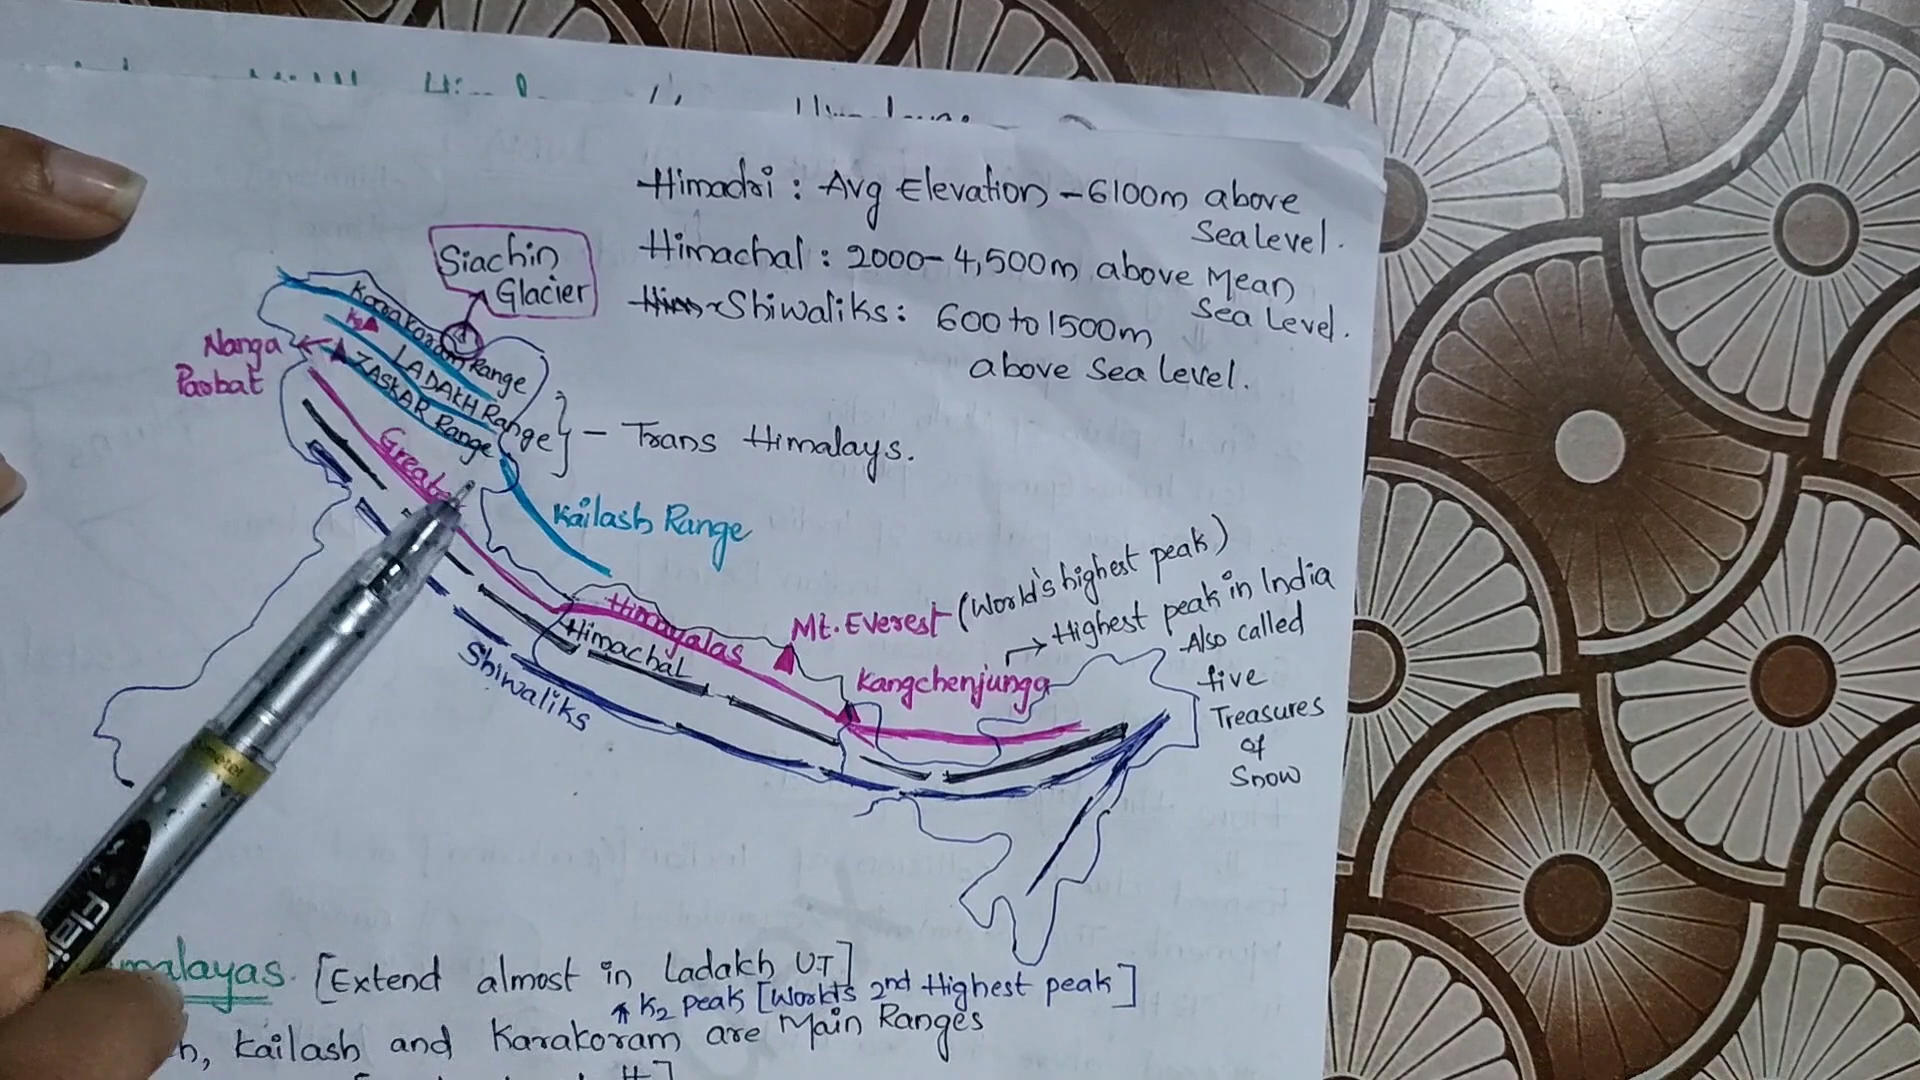 Himadri : Avg Elevation - 6100m above
Sea Level.
Himachal : 2000 - 4,500m above Mean
Sea Level.
Shiwaliks : 600 to 1500m
above Sea Level.
Siachin
Glacier
Karakoram Range
K2
Nanga
Parbat
LADAKH Range
ZASKAR Range
} - Trans Himalays.
Great
Kailash Range
Himayalas
Himachal
Shiwaliks
Mt. Everest (World's highest peak)
Kangchenjunga
→ Highest peak in India
Also called
five
Treasures
of
Snow
malayas. [Extend almost in Ladakh UT]
↑ K2 peak [World's 2nd Highest peak]
h, Kailash and Karakoram are Main Ranges